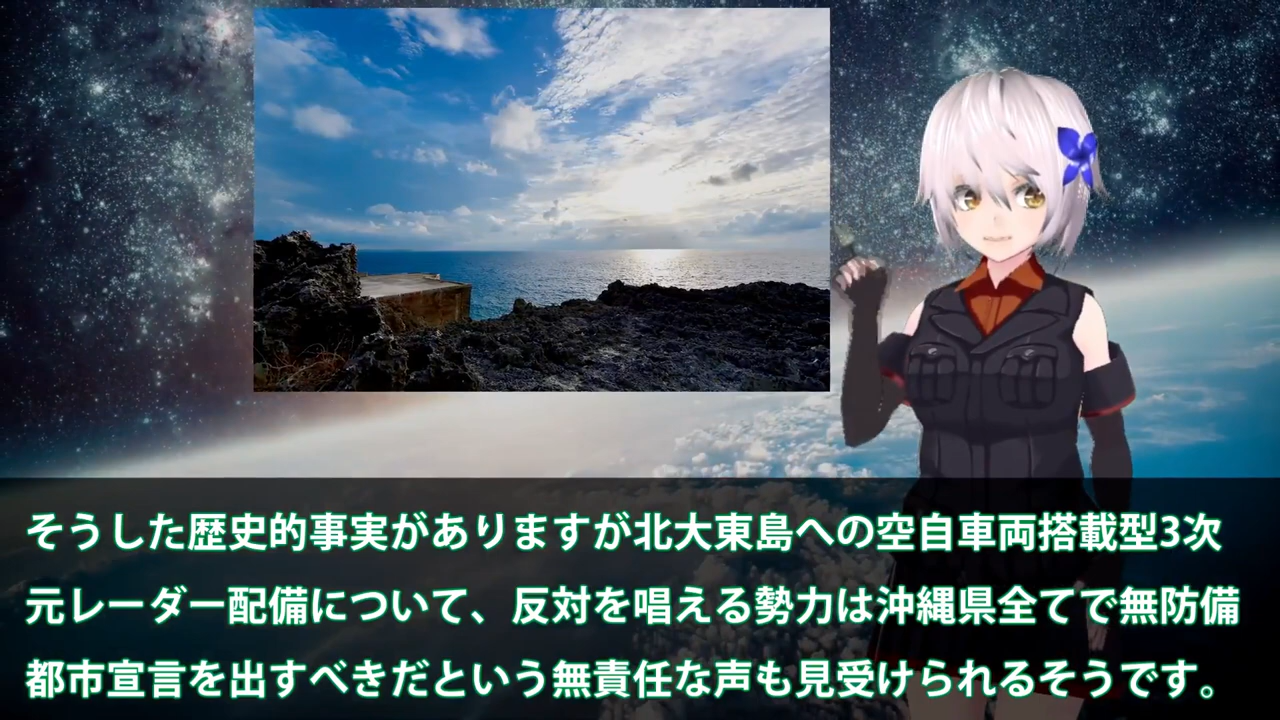 そうした歴史的事実がありますが北大東島への空自車両搭載型3次
元レーダー配備について、反対を唱える勢力は沖縄県全てで無防備
都市宣言を出すべきだという無責任な声も見受けられるそうです。